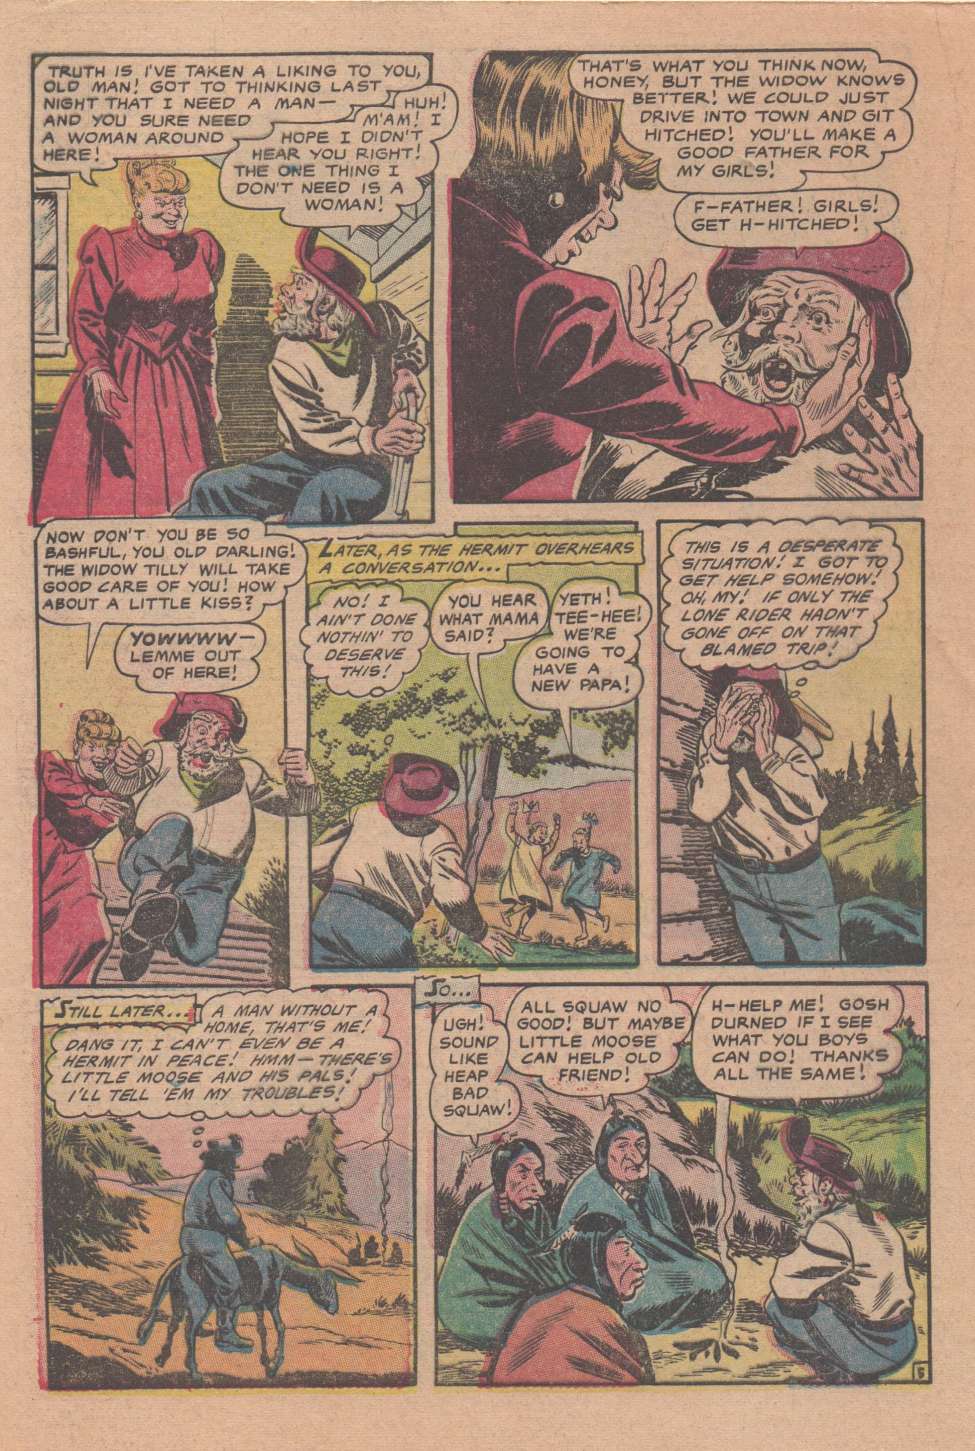 TRUTH IS, I'VE TAKEN A LIKING TO YOU,
OLD MAN! GOT TO THINKING LAST
NIGHT THAT I NEED A MAN—
AND YOU SURE NEED
A WOMAN AROUND
HERE!
HUH!
M'AM! I
HOPE I DIDN'T
HEAR YOU RIGHT!
THE ONE THING I
DON'T NEED IS A
WOMAN!
THAT'S WHAT YOU THINK NOW,
HONEY, BUT THE WIDOW KNOWS
BETTER! WE COULD JUST
DRIVE INTO TOWN AND GIT
HITCHED! YOU'LL MAKE A
GOOD FATHER FOR
MY GIRLS!
F-FATHER! GIRLS!
GET H-HITCHED!
NOW DON'T YOU BE SO
BASHFUL, YOU OLD DARLING!
THE WIDOW TILLY WILL TAKE
GOOD CARE OF YOU! HOW
ABOUT A LITTLE KISS?
YOWWWW—
LEMME OUT
OF HERE!
LATER, AS THE HERMIT OVERHEARS
A CONVERSATION...
NO! I
AIN'T DONE
NOTHIN' TO
DESERVE
THIS!
YOU HEAR
WHAT MAMA
SAID?
YETH!
TEE-HEE!
WE'RE
GOING TO
HAVE A
NEW PAPA!
THIS IS A DESPERATE
SITUATION! I GOT TO
GET HELP SOMEHOW!
OH, MY! IF ONLY THE
LONE RIDER HADN'T
GONE OFF ON THAT
BLAMED TRIP!
STILL LATER...
A MAN WITHOUT A
HOME, THAT'S ME!
DANG IT, I CAN'T EVEN BE A
HERMIT IN PEACE! HMM—THERE'S
LITTLE MOOSE AND HIS PALS!
I'LL TELL 'EM MY TROUBLES!
SO...
UGH!
SOUND
LIKE
HEAP
BAD
SQUAW!
ALL SQUAW NO
GOOD! BUT MAYBE
LITTLE MOOSE
CAN HELP OLD
FRIEND!
H-HELP ME! GOSH
DURNED IF I SEE
WHAT YOU BOYS
CAN DO! THANKS
ALL THE SAME!
5